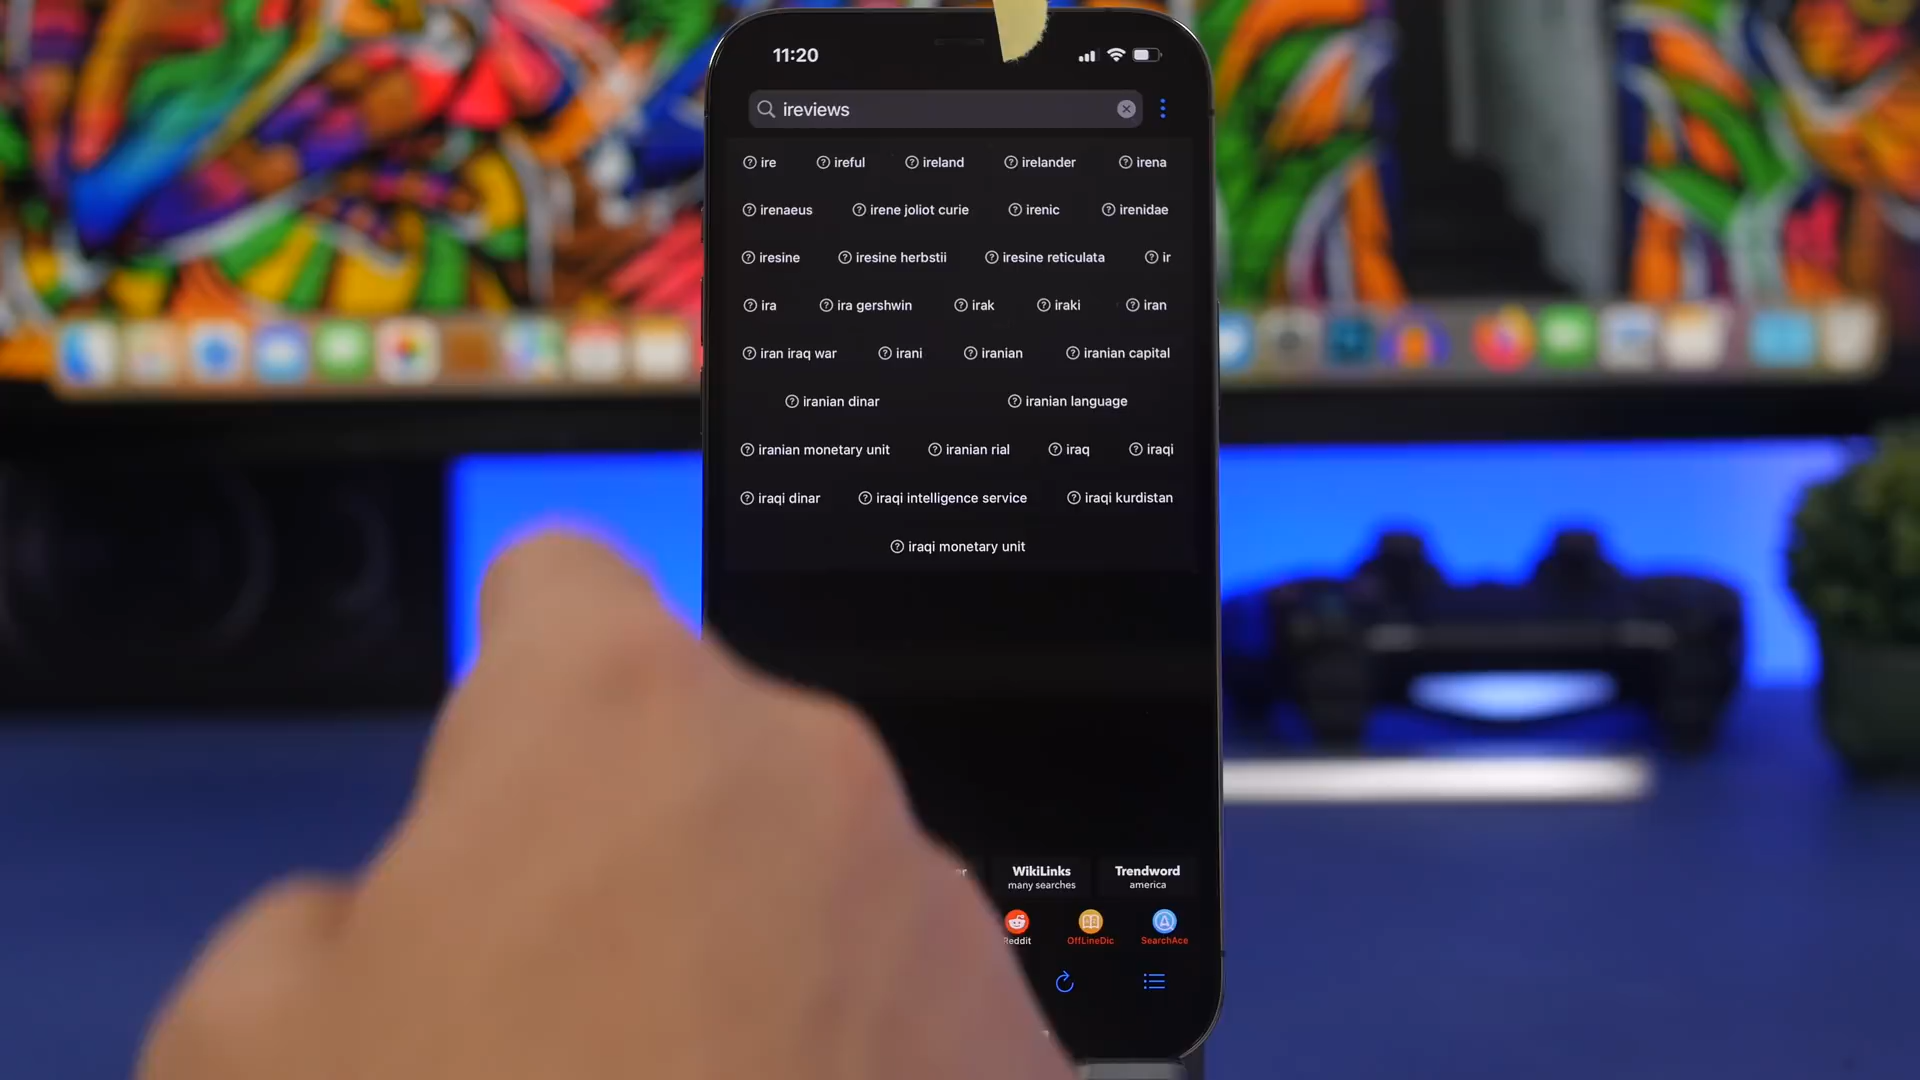 11:20
ireviews
ire ireful ireland irelander irena
irenaeus irene joliot curie irenic irenidae
iresine iresine herbstii iresine reticulata ir
ira ira gershwin irak iraki iran
iran iraq war irani iranian iranian capital
iranian dinar iranian language
iranian monetary unit iranian rial iraq iraqi
iraqi dinar iraqi intelligence service iraqi kurdistan
iraqi monetary unit
WikiLinks Trendword
many searches america
Reddit OffLineDic SearchAce